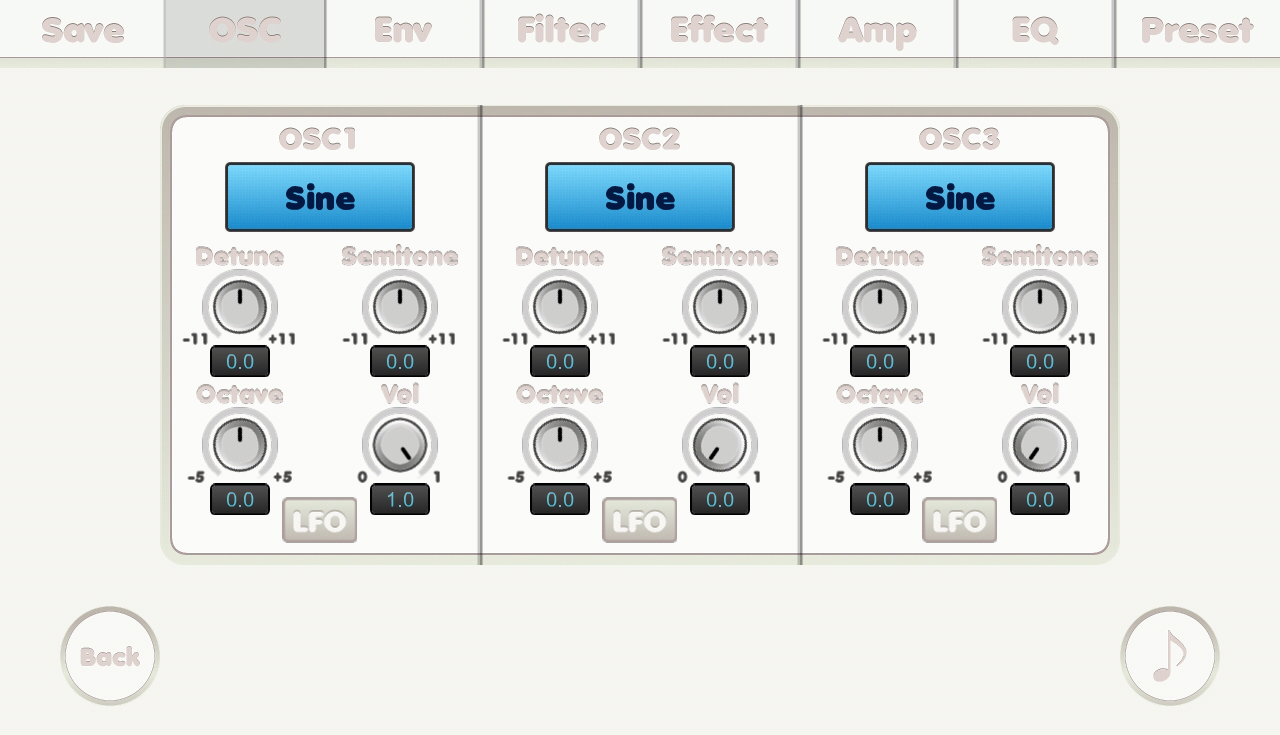 Save OSC Env Filter Effect Amp EQ Preset
OSC1 OSC2 OSC3
Sine Sine Sine
Detune Semitone Detune Semitone Detune Semitone
-11 +11 -11 +11 -11 +11 -11 +11 -11 +11 -11 +11
0.0 0.0 0.0 0.0 0.0 0.0
Octave Vol Octave Vol Octave Vol
-5 +5 0 1 -5 +5 0 1 -5 +5 0 1
0.0 1.0 0.0 0.0 0.0 0.0
LFO LFO LFO
Back